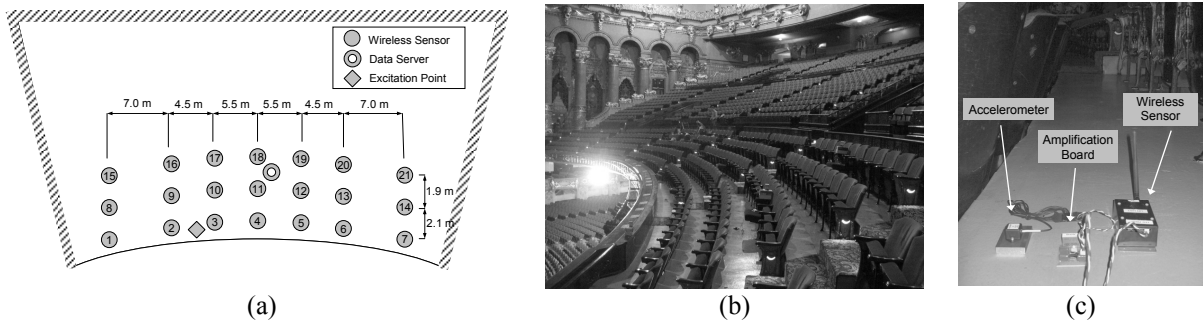 Wireless Sensor
Data Server
Excitation Point
7.0 m 4.5 m 5.5 m 5.5 m 4.5 m 7.0 m
15 16 17 18 19 20 21
1.9 m
8 9 10 11 12 13 14
2.1 m
1 2 3 4 5 6 7
(a)
(b)
Accelerometer
Wireless
Sensor
Amplification
Board
(c)